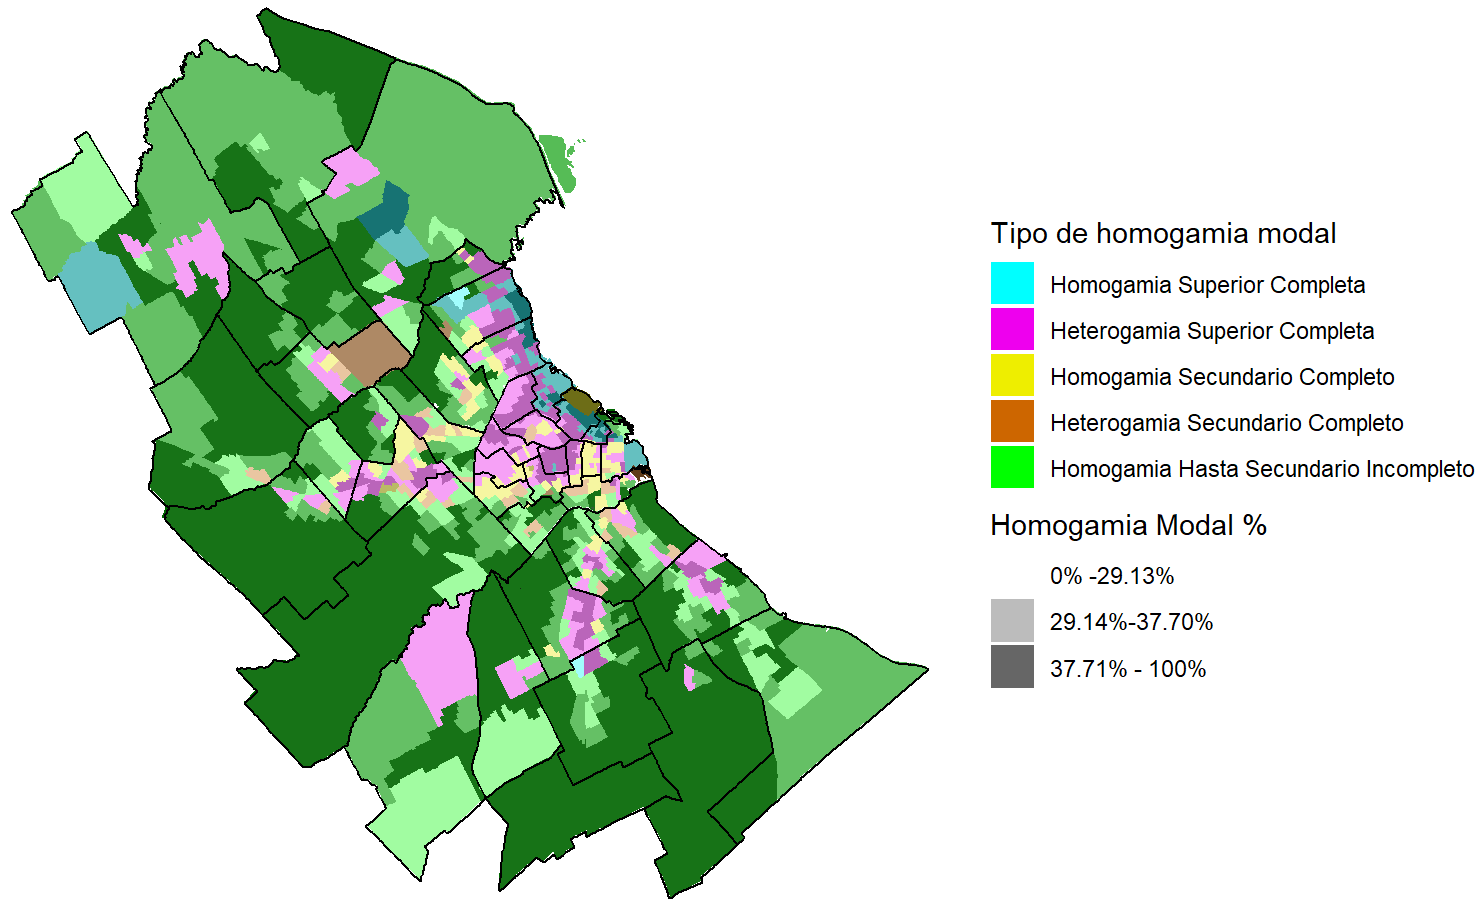 Tipo de homogamia modal
Homogamia Superior Completa
Heterogamia Superior Completa
Homogamia Secundario Completo
Heterogamia Secundario Completo
Homogamia Hasta Secundario Incompleto
Homogamia Modal %
0% -29.13%
29.14%-37.70%
37.71% - 100%